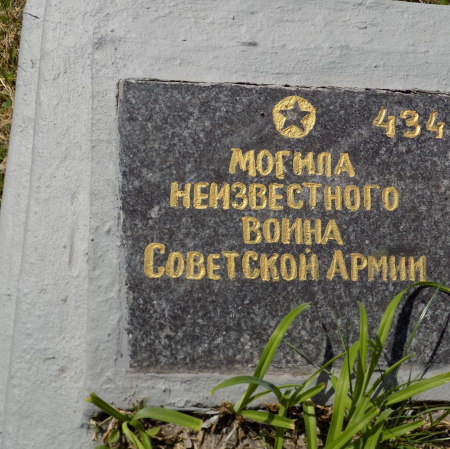 434
МОГИЛА
НЕИЗВЕСТНОГО
ВОИНА
СОВЕТСКОЙ АРМИИ